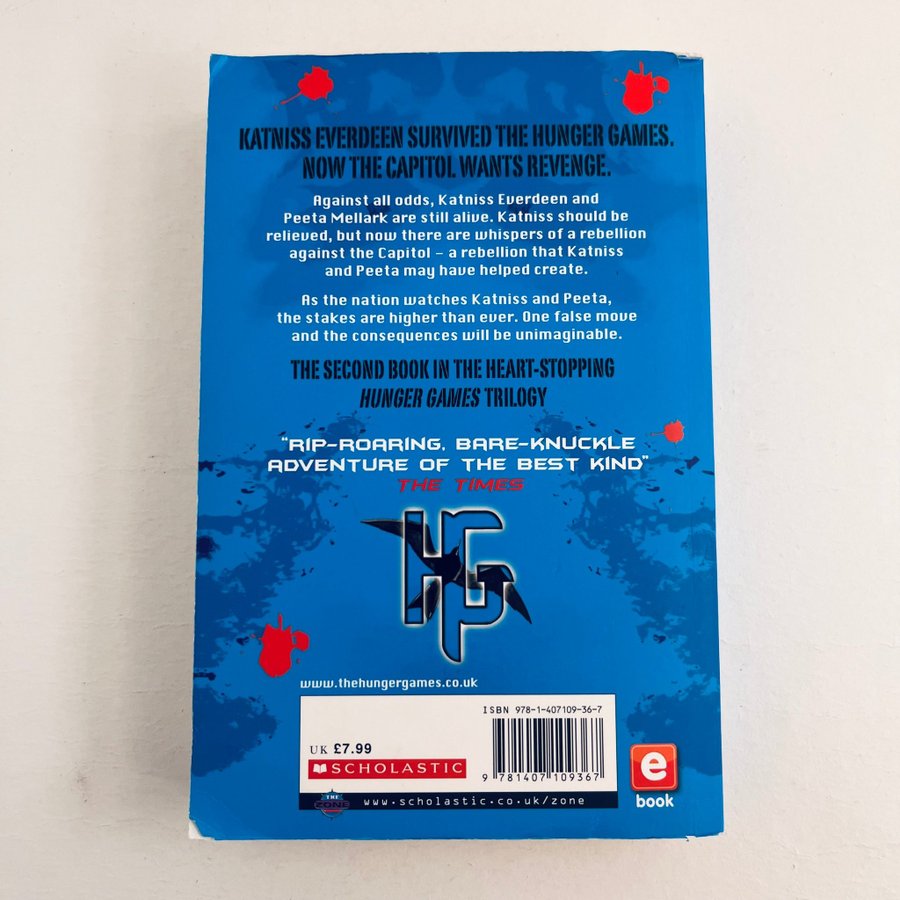 KATNISS EVERDEEN SURVIVED THE HUNGER GAMES.
NOW THE CAPITOL WANTS REVENGE.
Against all odds, Katniss Everdeen and
Peeta Mellark are still alive. Katniss should be
relieved, but now there are whispers of a rebellion
against the Capitol – a rebellion that Katniss
and Peeta may have helped create.
As the nation watches Katniss and Peeta,
the stakes are higher than ever. One false move
and the consequences will be unimaginable.
THE SECOND BOOK IN THE HEART-STOPPING
HUNGER GAMES TRILOGY
"RIP-ROARING, BARE-KNUCKLE
ADVENTURE OF THE BEST KIND"
THE TIMES
HG
www.thehungergames.co.uk
ISBN 978-1-407109-36-7
UK £7.99
SCHOLASTIC
9 781407 109367
THE ZONE
www.scholastic.co.uk/zone
e
book